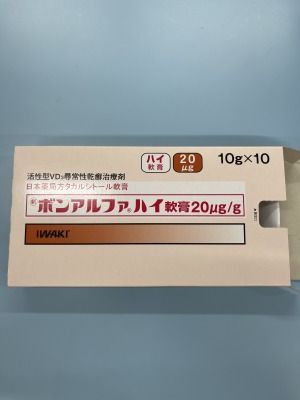 ハイ
軟膏
20
μg
10g×10
活性型VD₃尋常性乾癬治療剤
日本薬局方タカルシトール軟膏
ボンアルファ®ハイ軟膏20μg/g
IWAKI